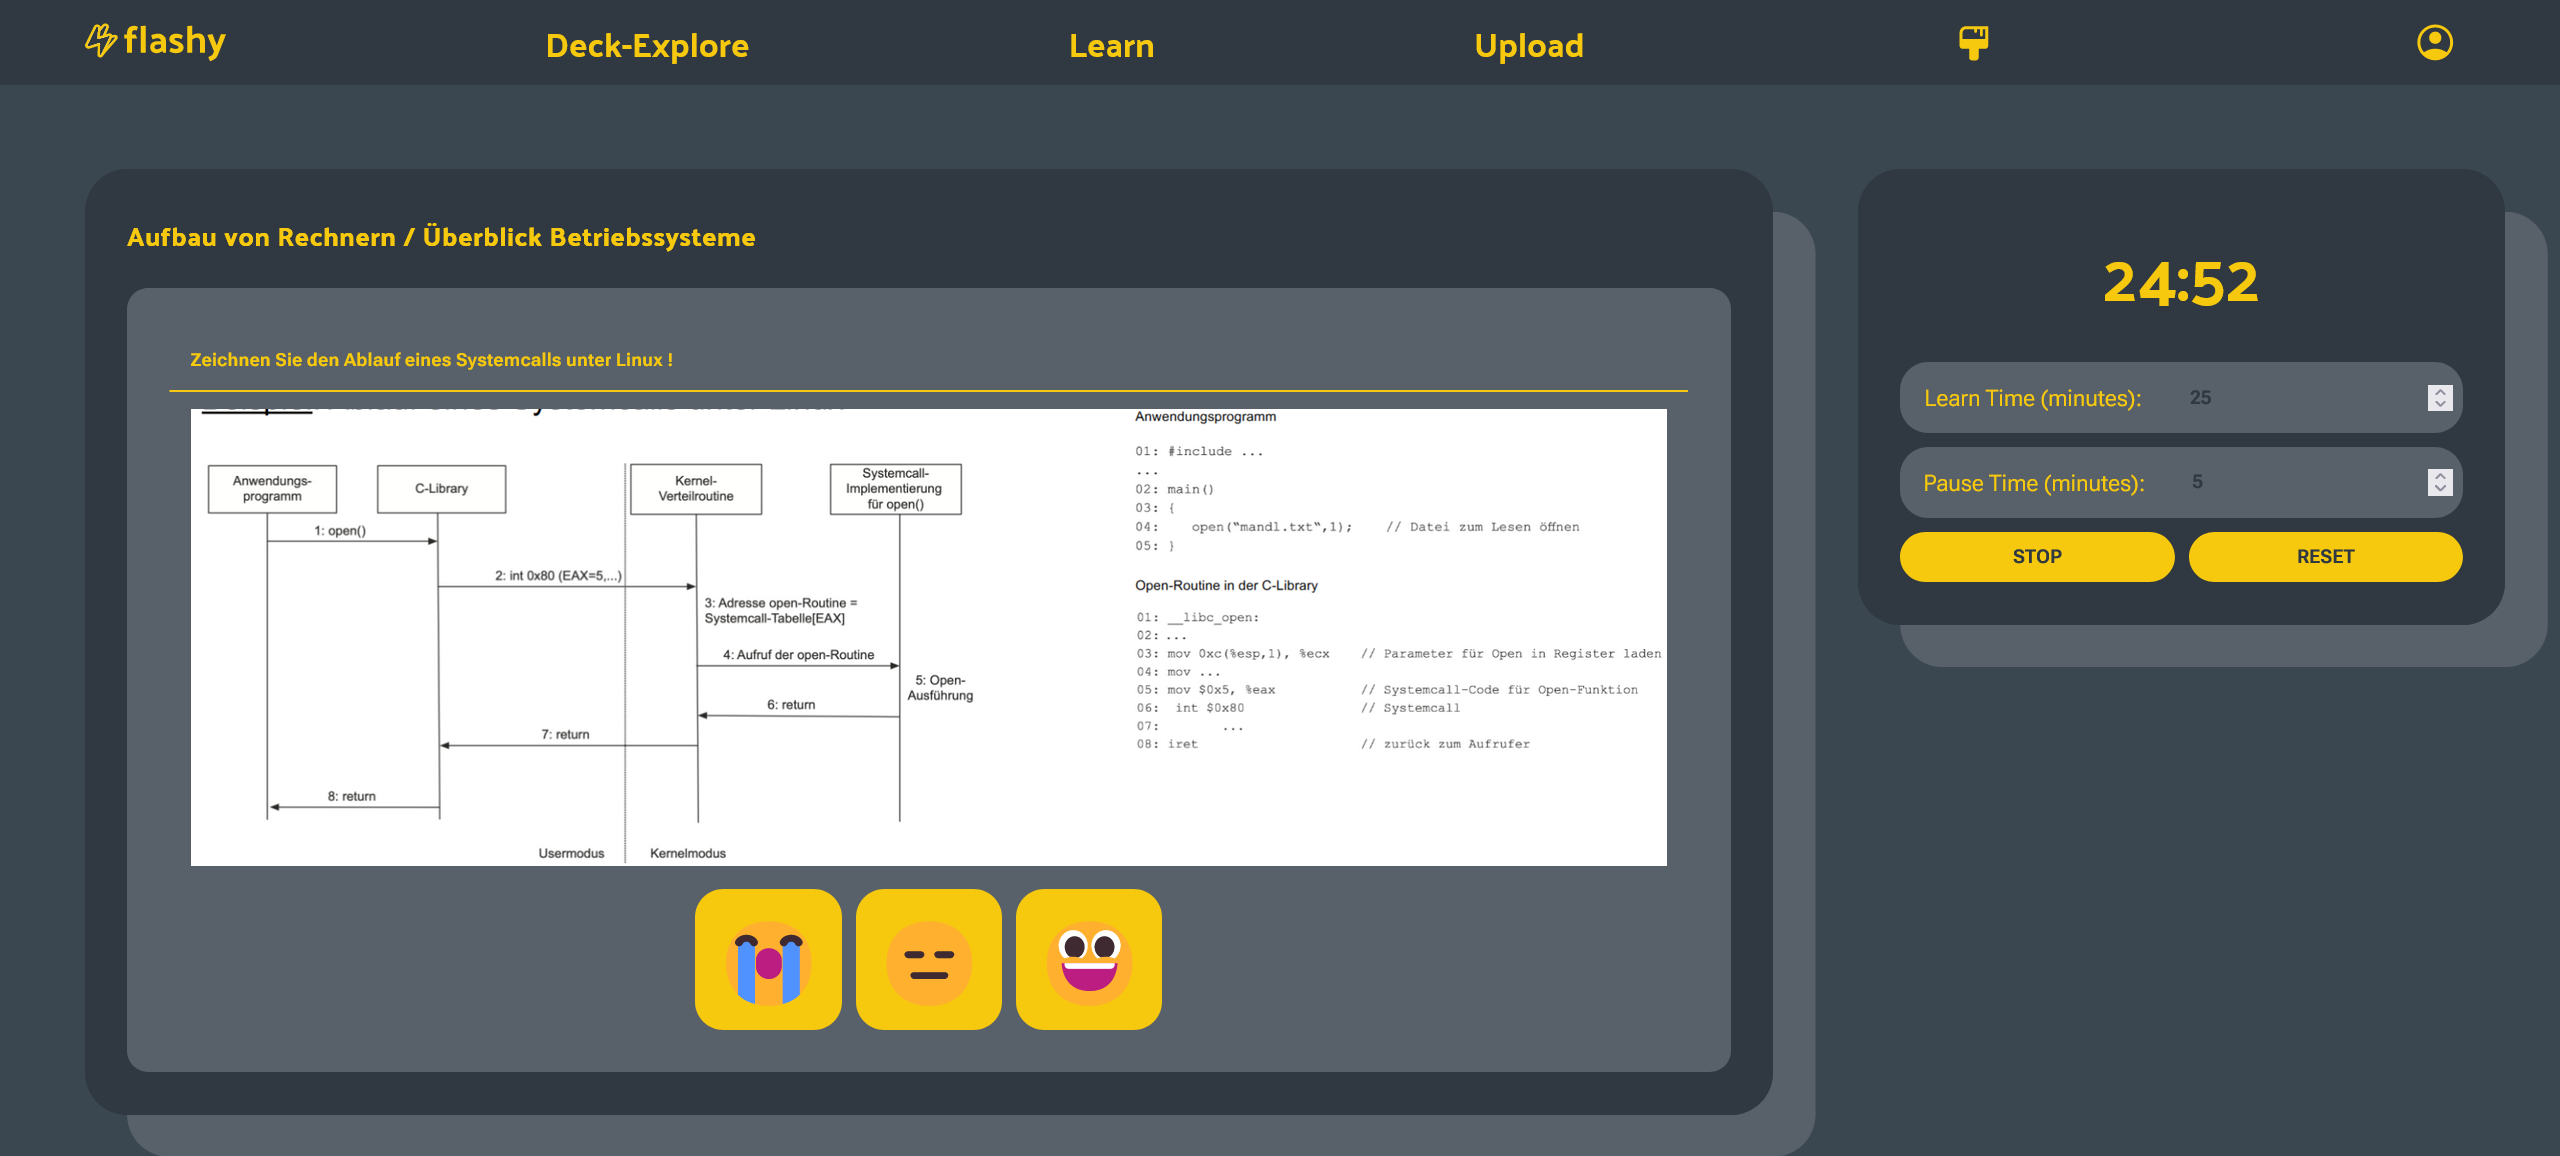 flashy
Deck-Explore
Learn
Upload
Aufbau von Rechnern / Überblick Betriebssysteme
Zeichnen Sie den Ablauf eines Systemcalls unter Linux !
Anwendungs-
programm
C-Library
Kernel-
Verteilroutine
Systemcall-
Implementierung
für open()
1: open()
2: int 0x80 (EAX=5,...)
3: Adresse open-Routine =
Systemcall-Tabelle[EAX]
4: Aufruf der open-Routine
5: Open-
Ausführung
6: return
7: return
8: return
Usermodus
Kernelmodus
Anwendungsprogramm
01: #include ...
...
02: main()
03: {
04: open(“mandl.txt“,1); // Datei zum Lesen öffnen
05: }
Open-Routine in der C-Library
01: __libc_open:
02: ...
03: mov 0xc(%esp,1), %ecx // Parameter für Open in Register laden
04: mov ...
05: mov $0x5, %eax // Systemcall-Code für Open-Funktion
06: int $0x80 // Systemcall
07: ...
08: iret // zurück zum Aufrufer
24:52
Learn Time (minutes): 25
Pause Time (minutes): 5
STOP
RESET